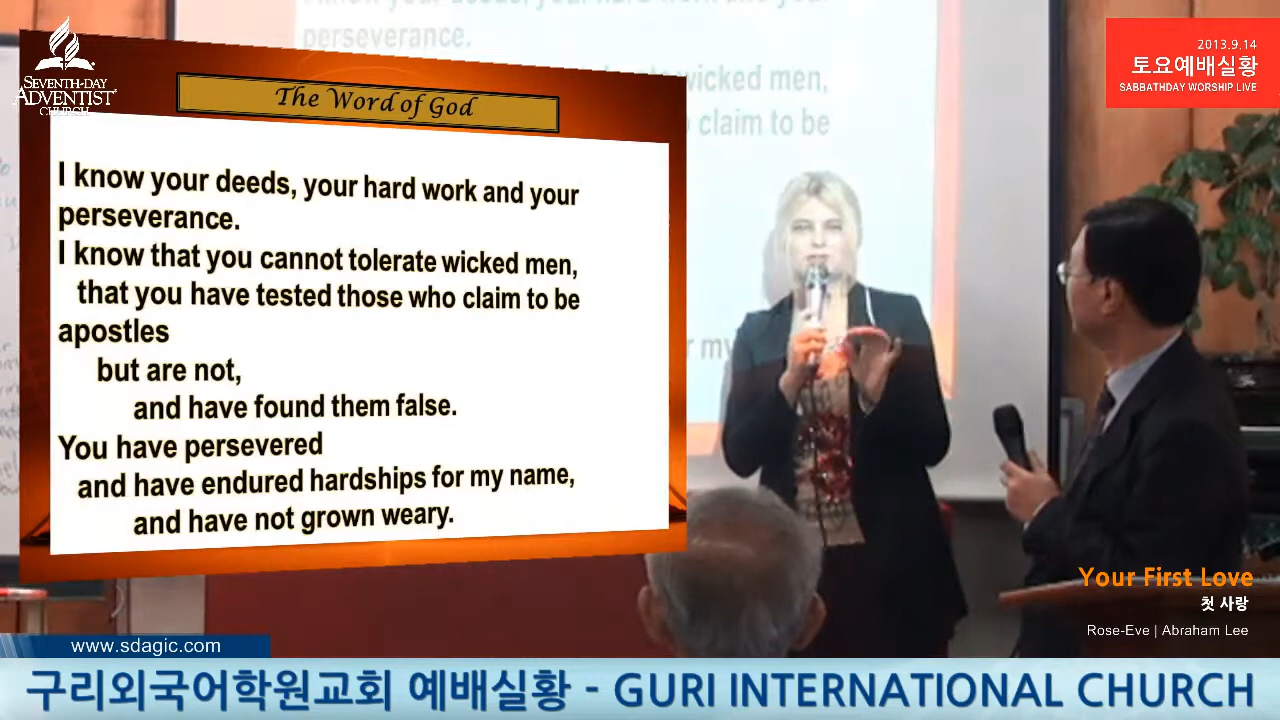 SEVENTH-DAY
ADVENTIST
CHURCH
The Word of God
I know your deeds, your hard work and your
perseverance.
I know that you cannot tolerate wicked men,
that you have tested those who claim to be
apostles
but are not,
and have found them false.
You have persevered
and have endured hardships for my name,
and have not grown weary.
perseverance.
wicked men,
claim to be
r my
2013.9.14
토요예배실황
SABBATHDAY WORSHIP LIVE
Your First Love
첫 사랑
Rose-Eve | Abraham Lee
www.sdagic.com
구리외국어학원교회 예배실황 - GURI INTERNATIONAL CHURCH